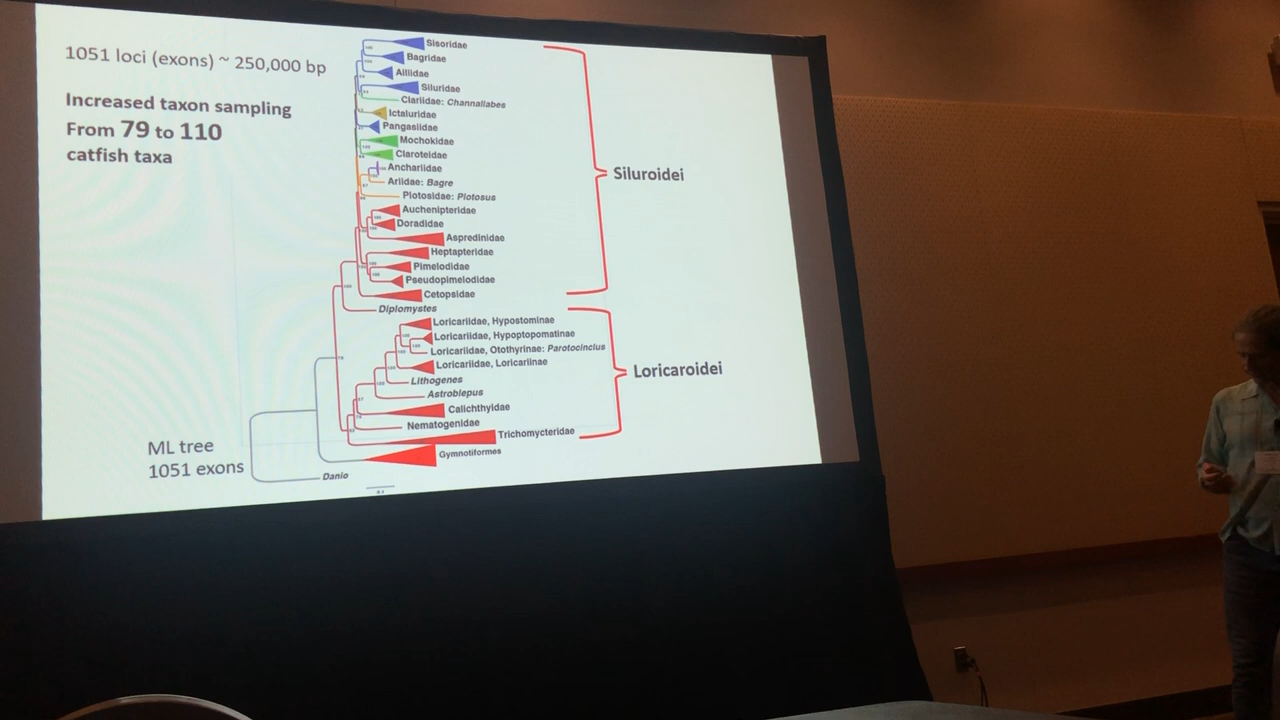 1051 loci (exons) ~ 250,000 bp
Increased taxon sampling
From 79 to 110
catfish taxa
Sisoridae
Bagridae
Ailiidae
Siluridae
Clariidae: Channallabes
Ictaluridae
Pangasiidae
Mochokidae
Claroteidae
Anchariidae
Ariidae: Bagre
Plotosidae: Plotosus
Auchenipteridae
Doradidae
Aspredinidae
Heptapteridae
Pimelodidae
Pseudopimelodidae
Cetopsidae
Siluroidei
Diplomystes
Loricariidae, Hypostominae
Loricariidae, Hypoptopomatinae
Loricariidae, Otothyrinae: Parotocinclus
Loricariidae, Loricariinae
Lithogenes
Astroblepus
Calichthyidae
Nematogenidae
Trichomycteridae
Loricaroidei
Gymnotiformes
Danio
ML tree
1051 exons